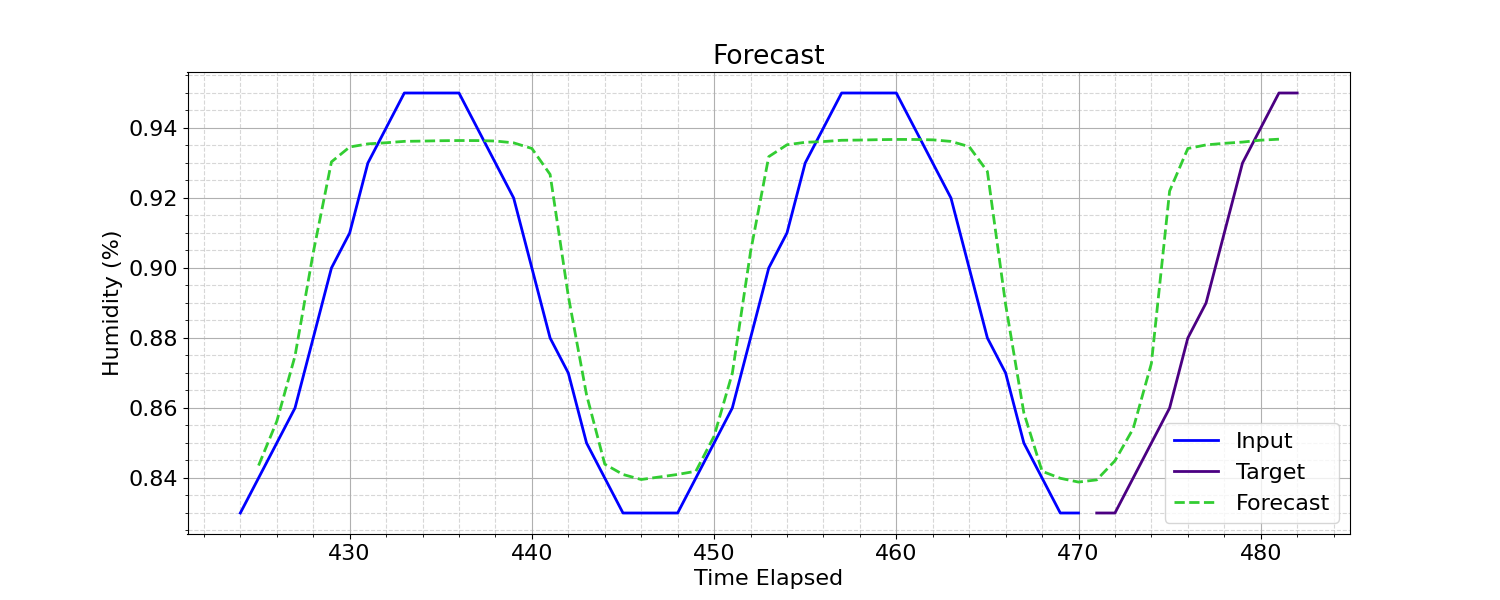 Forecast
Humidity (%)
0.94
0.92
0.90
0.88
0.86
0.84
430 440 450 460 470 480
Time Elapsed
Input
Target
Forecast